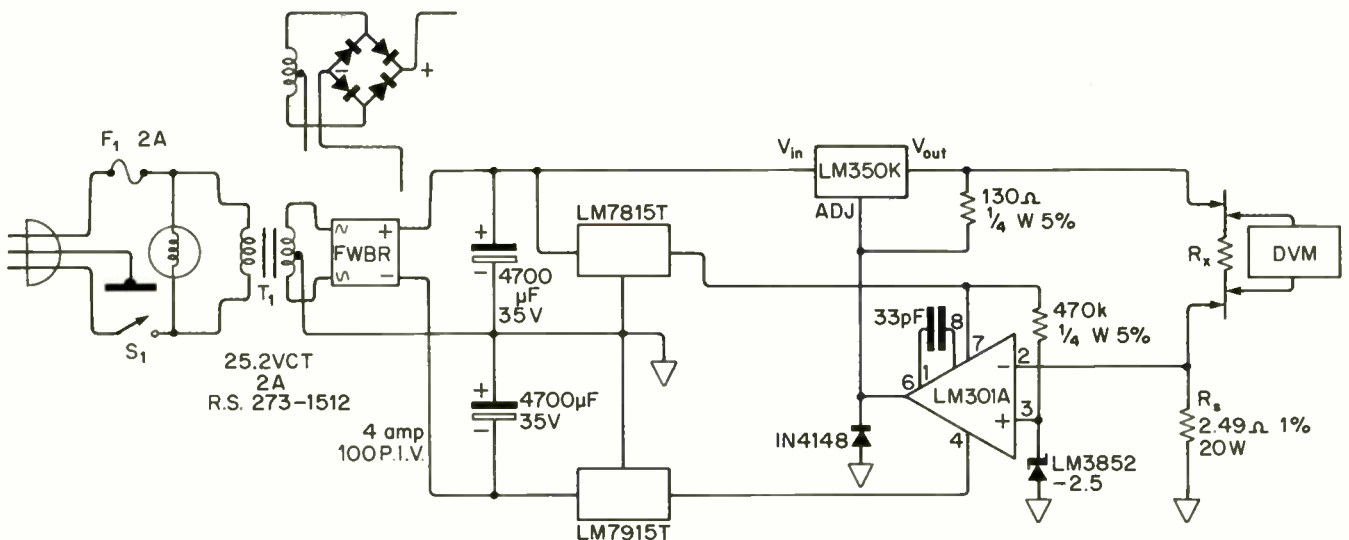 F1 2A
S1
T1
25.2VCT
2A
R.S. 273-1512
~ +
FWBR
~ −
− +
4 amp
100 P.I.V.
+
−
4700
µF
35V
+
−
4700µF
35V
LM7815T
LM7915T
Vin
LM350K
Vout
ADJ
130Ω
1/4 W 5%
33pF
8
1
6
7
2
−
LM301A
3
+
4
470k
1/4 W 5%
IN4148
LM3852
-2.5
Rx
DVM
Rs
2.49Ω 1%
20W